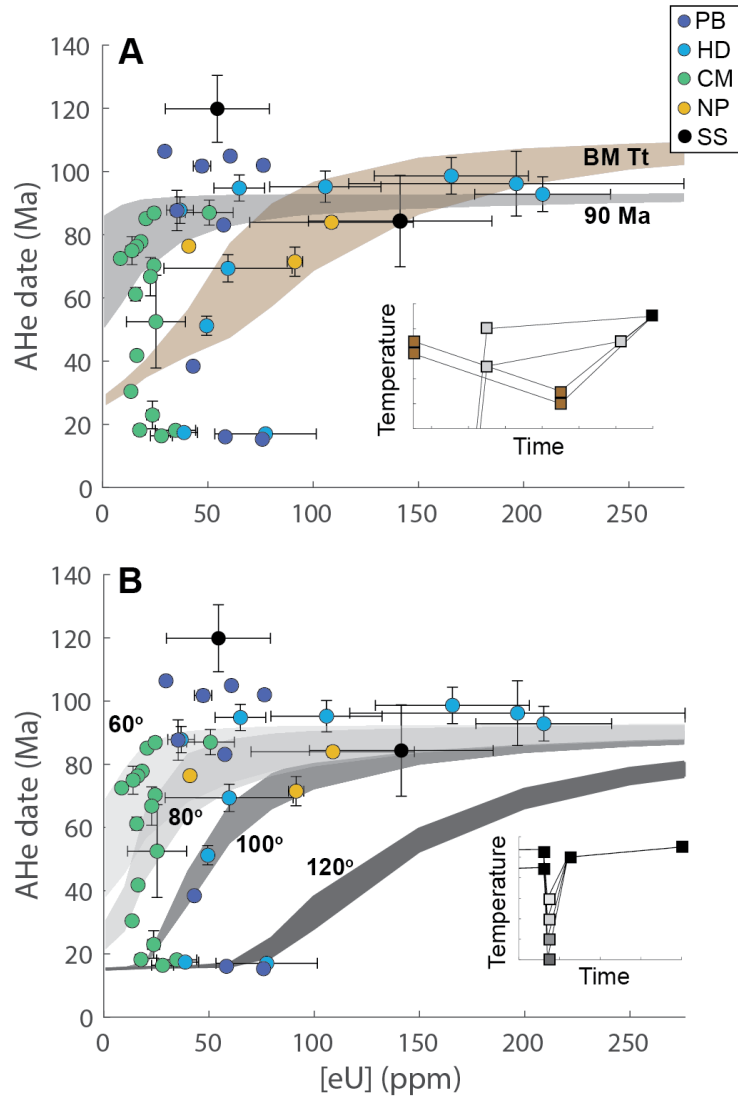 A
PB
HD
CM
NP
SS
140
120
100
80
60
40
20
0
AHe date (Ma)
BM Tt
90 Ma
Temperature
Time
0
50
100
150
200
250
B
140
120
100
80
60
40
20
0
AHe date (Ma)
60°
80°
100°
120°
Temperature
Time
0
50
100
150
200
250
[eU] (ppm)